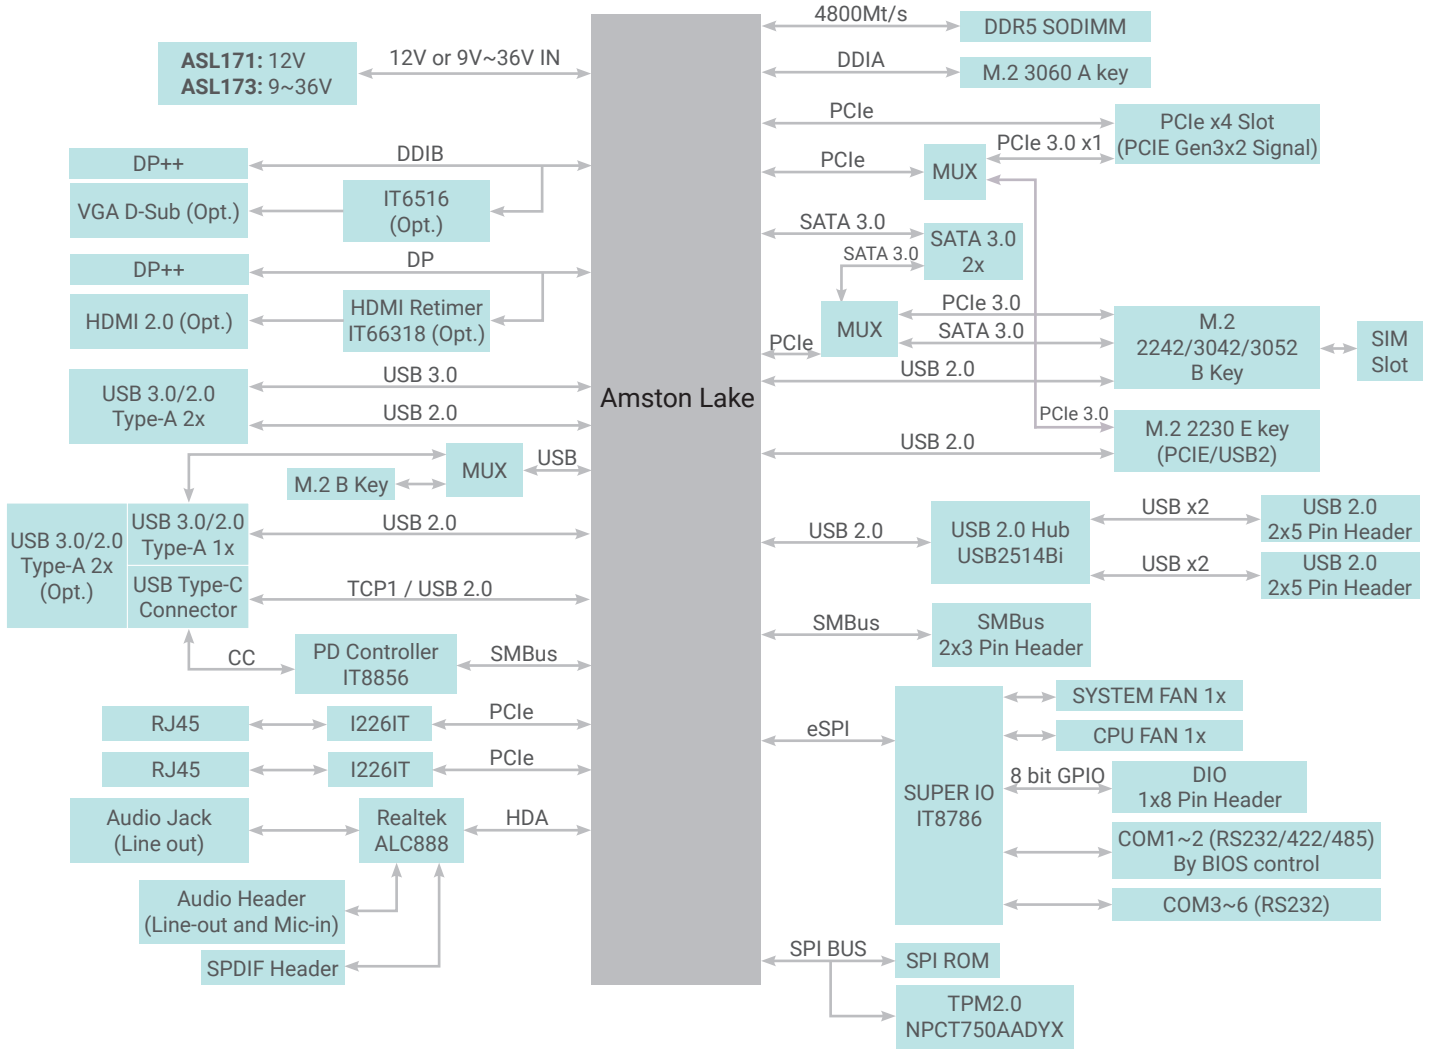 ASL171: 12V
ASL173: 9~36V
12V or 9V~36V IN
DP++
DDIB
VGA D-Sub (Opt.)
IT6516
(Opt.)
DP++
DP
HDMI 2.0 (Opt.)
HDMI Retimer
IT66318 (Opt.)
USB 3.0/2.0
Type-A 2x
USB 3.0
USB 2.0
MUX
USB
M.2 B Key
USB 3.0/2.0
Type-A 2x
(Opt.)
USB 3.0/2.0
Type-A 1x
USB 2.0
USB Type-C
Connector
TCP1 / USB 2.0
CC
PD Controller
IT8856
SMBus
RJ45
I226IT
PCIe
RJ45
I226IT
PCIe
Audio Jack
(Line out)
Realtek
ALC888
HDA
Audio Header
(Line-out and Mic-in)
SPDIF Header
Amston Lake
4800Mt/s
DDR5 SODIMM
DDIA
M.2 3060 A key
PCIe
PCIe x4 Slot
(PCIE Gen3x2 Signal)
PCIe
MUX
PCIe 3.0 x1
SATA 3.0
SATA 3.0
2x
SATA 3.0
MUX
PCIe
PCIe 3.0
SATA 3.0
USB 2.0
M.2
2242/3042/3052
B Key
SIM
Slot
PCIe 3.0
USB 2.0
M.2 2230 E key
(PCIE/USB2)
USB 2.0
USB 2.0 Hub
USB2514Bi
USB x2
USB 2.0
2x5 Pin Header
USB x2
USB 2.0
2x5 Pin Header
SMBus
SMBus
2x3 Pin Header
eSPI
SUPER IO
IT8786
SYSTEM FAN 1x
CPU FAN 1x
8 bit GPIO
DIO
1x8 Pin Header
COM1~2 (RS232/422/485)
By BIOS control
COM3~6 (RS232)
SPI BUS
SPI ROM
TPM2.0
NPCT750AADYX